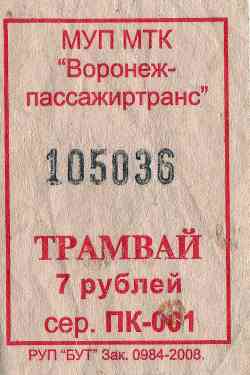 МУП МТК
"Воронеж-
пассажиртранс"
105036
ТРАМВАЙ
7 рублей
сер. ПК-001
РУП "БУТ" Зак. 0984-2008.